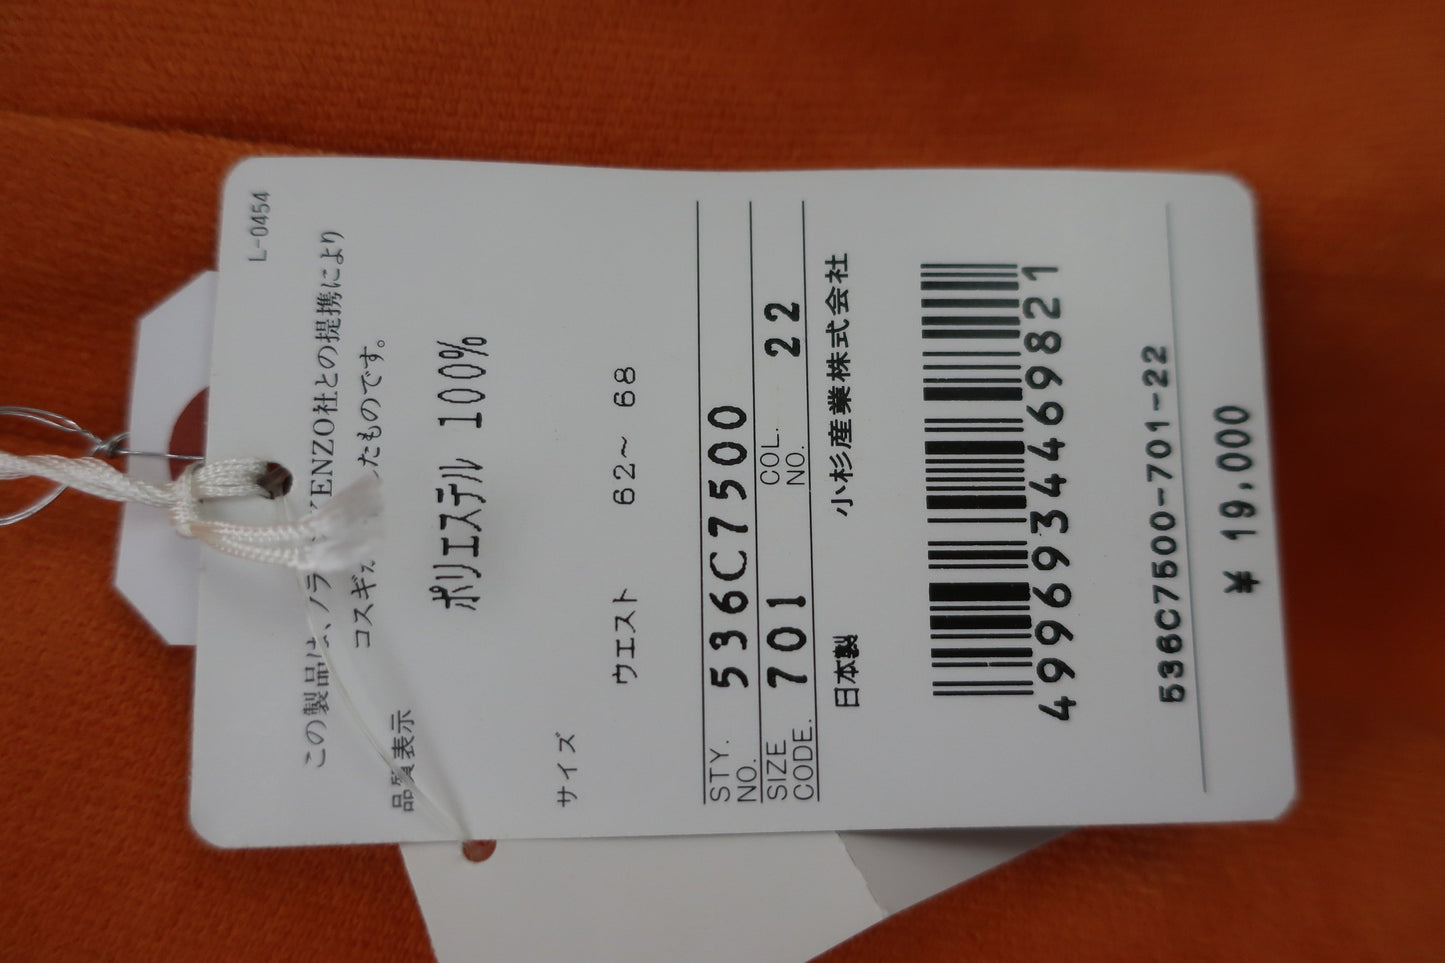 L-0454
この製品は、 KENZO社との提携により
コスギ たものです。
品質表示
ポリエステル 100%
サイズ
ウエスト 62〜 68
STY. NO. 536C7500
SIZE CODE. 701 COL. NO. 22
日本製 小杉産業株式会社
4996934469821
536C7500-701-22
¥ 19,000